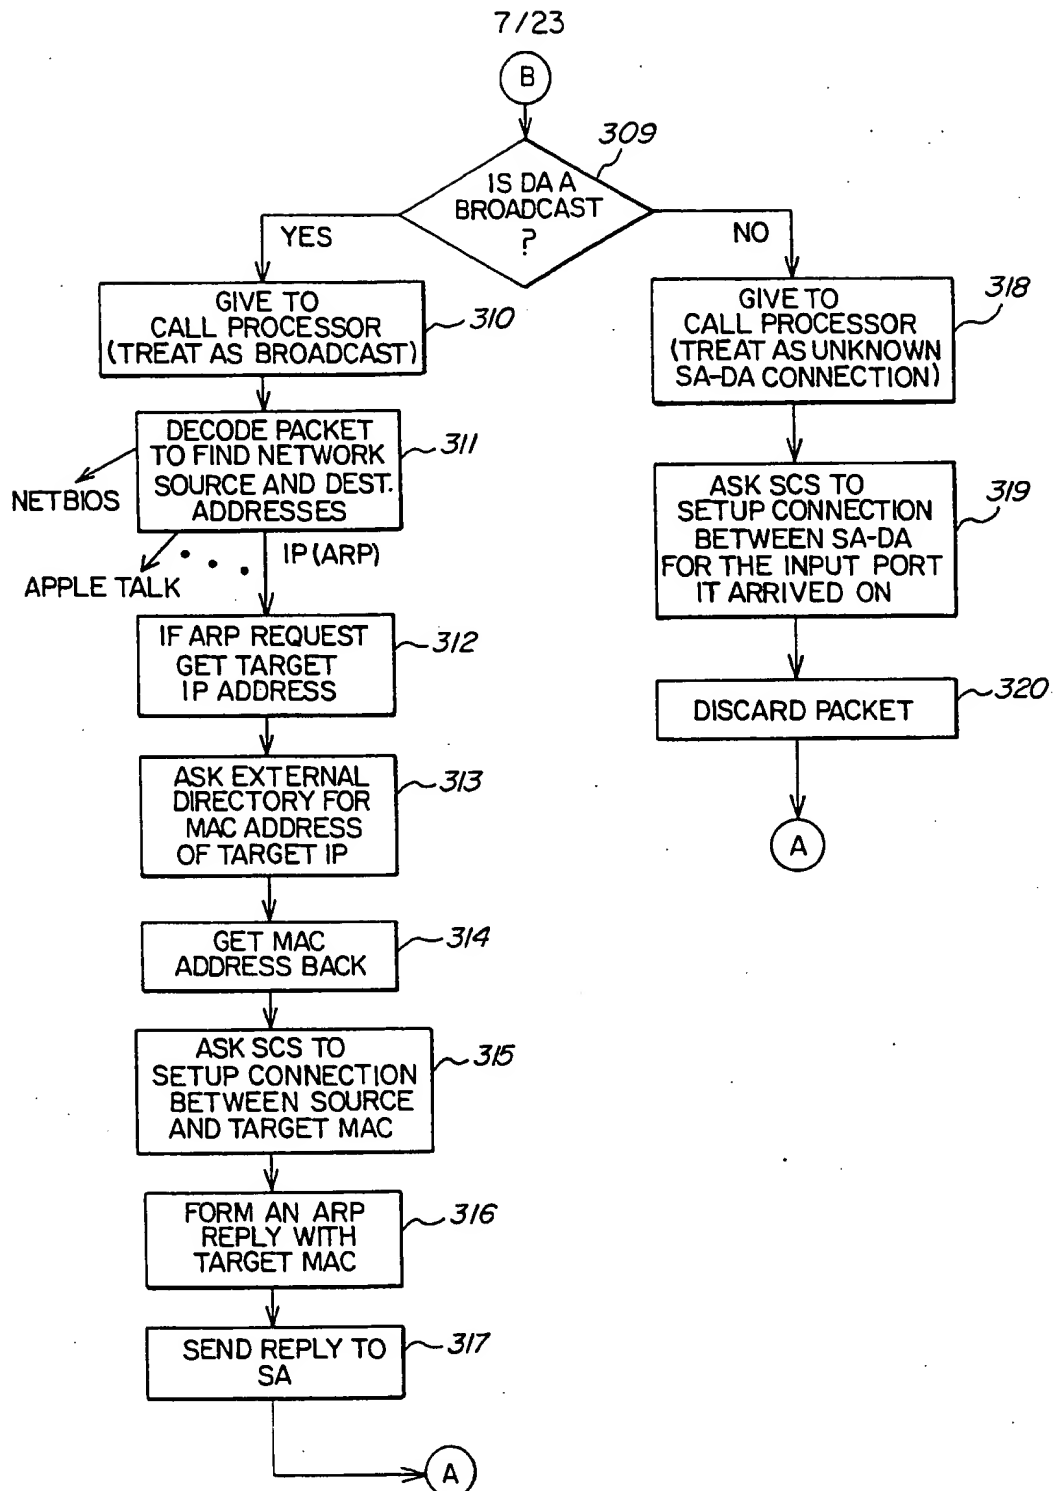 7/23
B
309
IS DA A
BROADCAST
?
YES
NO
GIVE TO
CALL PROCESSOR
(TREAT AS BROADCAST)
310
DECODE PACKET
TO FIND NETWORK
SOURCE AND DEST.
ADDRESSES
311
NETBIOS
APPLE TALK
IP (ARP)
IF ARP REQUEST
GET TARGET
IP ADDRESS
312
ASK EXTERNAL
DIRECTORY FOR
MAC ADDRESS
OF TARGET IP
313
GET MAC
ADDRESS BACK
314
ASK SCS TO
SETUP CONNECTION
BETWEEN SOURCE
AND TARGET MAC
315
FORM AN ARP
REPLY WITH
TARGET MAC
316
SEND REPLY TO
SA
317
A
GIVE TO
CALL PROCESSOR
(TREAT AS UNKNOWN
SA-DA CONNECTION)
318
ASK SCS TO
SETUP CONNECTION
BETWEEN SA-DA
FOR THE INPUT PORT
IT ARRIVED ON
319
DISCARD PACKET
320
A